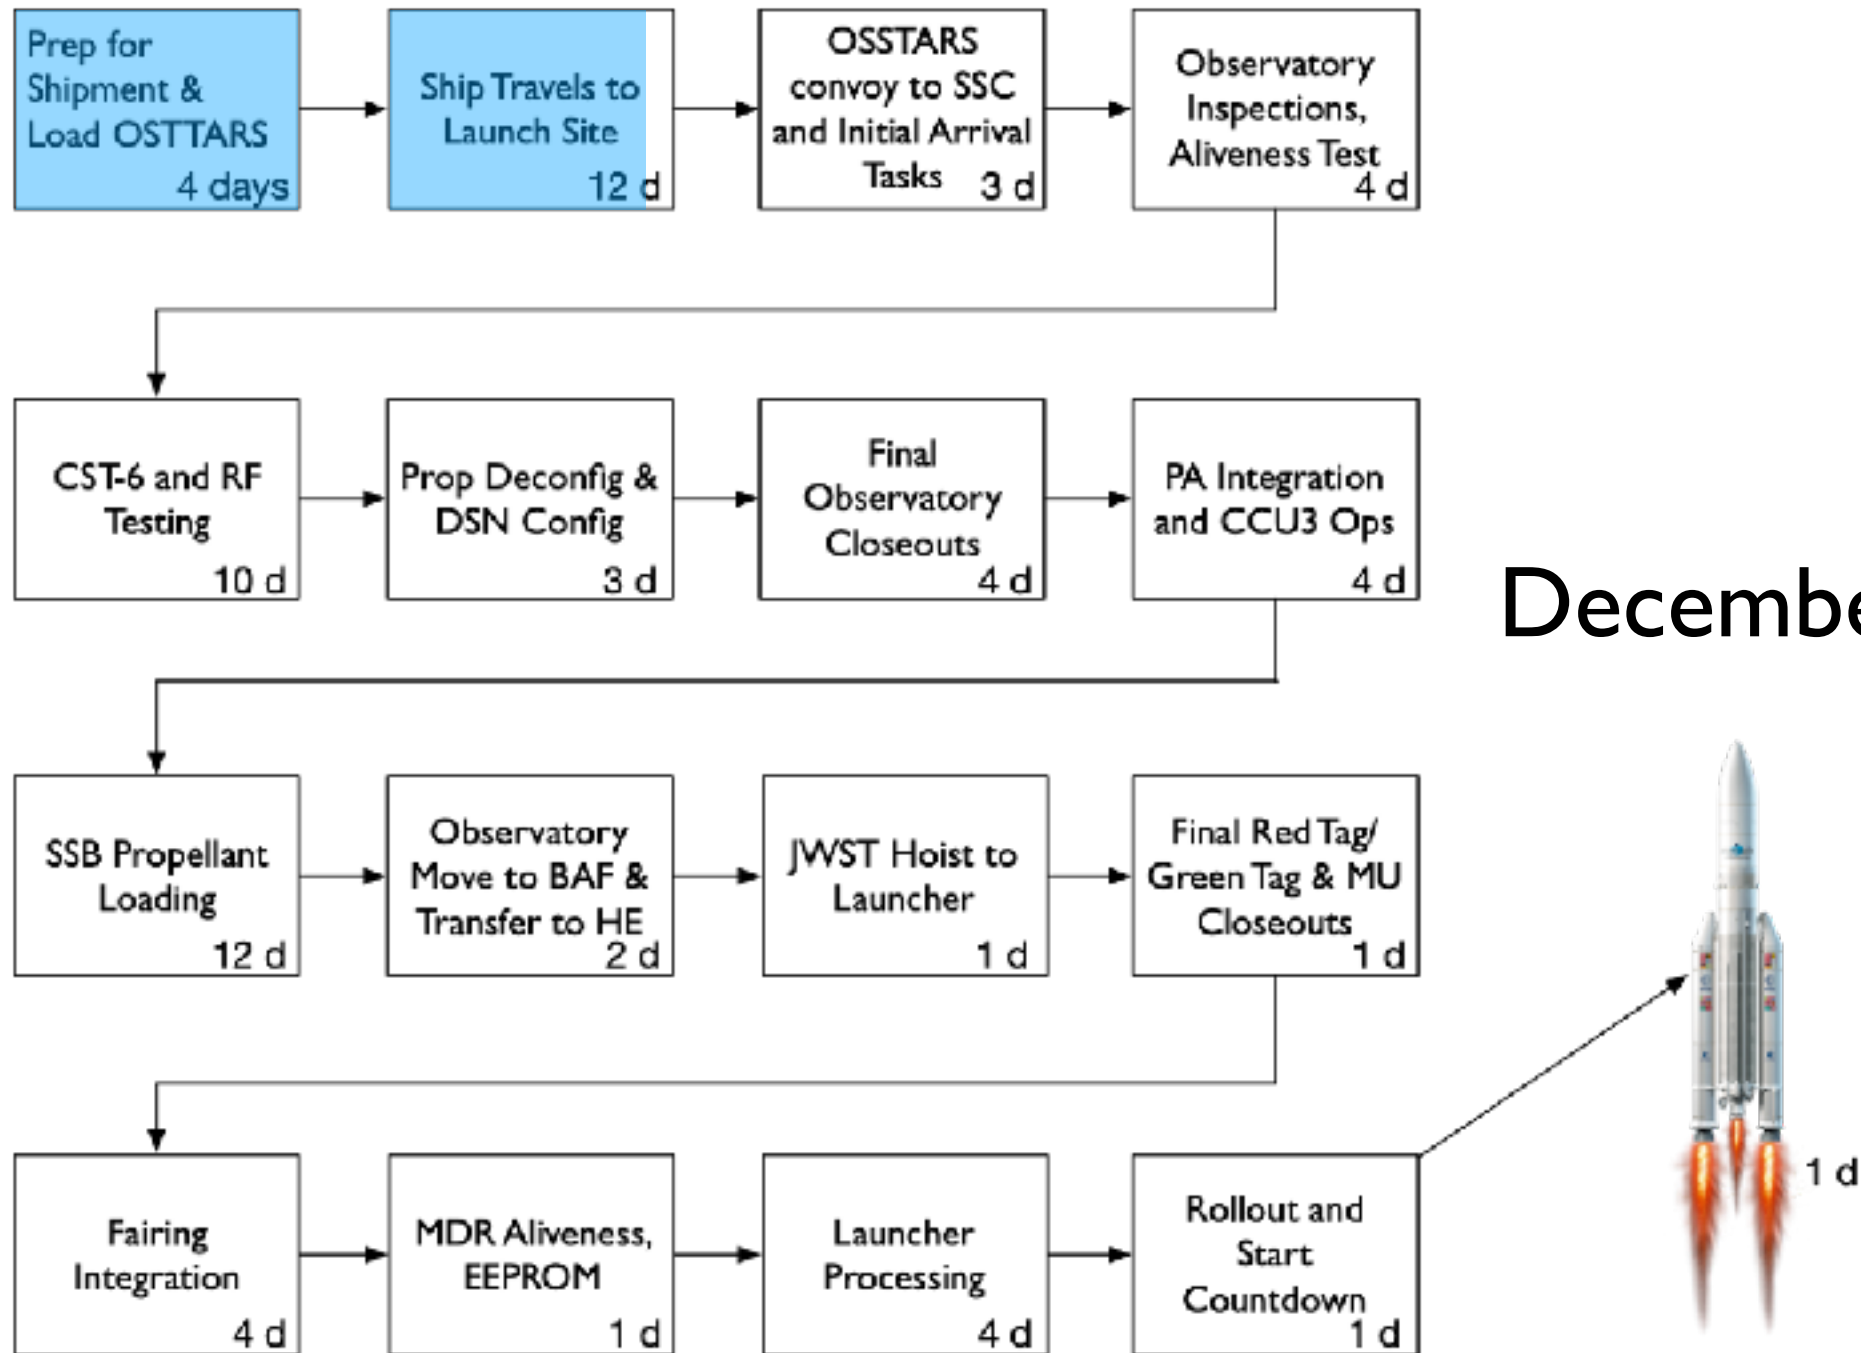 Prep for
Shipment &
Load OSTTARS
4 days
Ship Travels to
Launch Site
12 d
OSSTARS
convoy to SSC
and Initial Arrival
Tasks
3 d
Observatory
Inspections,
Aliveness Test
4 d
CST-6 and RF
Testing
10 d
Prop Deconfig &
DSN Config
3 d
Final
Observatory
Closeouts
4 d
PA Integration
and CCU3 Ops
4 d
Decembe
SSB Propellant
Loading
12 d
Observatory
Move to BAF &
Transfer to HE
2 d
JWST Hoist to
Launcher
1 d
Final Red Tag/
Green Tag & MU
Closeouts
1 d
Fairing
Integration
4 d
MDR Aliveness,
EEPROM
1 d
Launcher
Processing
4 d
Rollout and
Start
Countdown
1 d
1 d